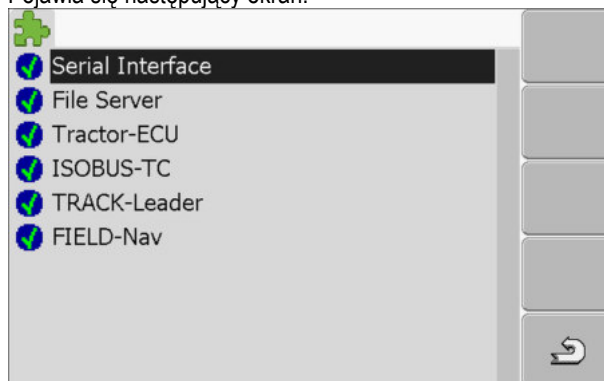 Pojawia się następujący ekran:
Serial Interface
File Server
Tractor-ECU
ISOBUS-TC
TRACK-Leader
FIELD-Nav